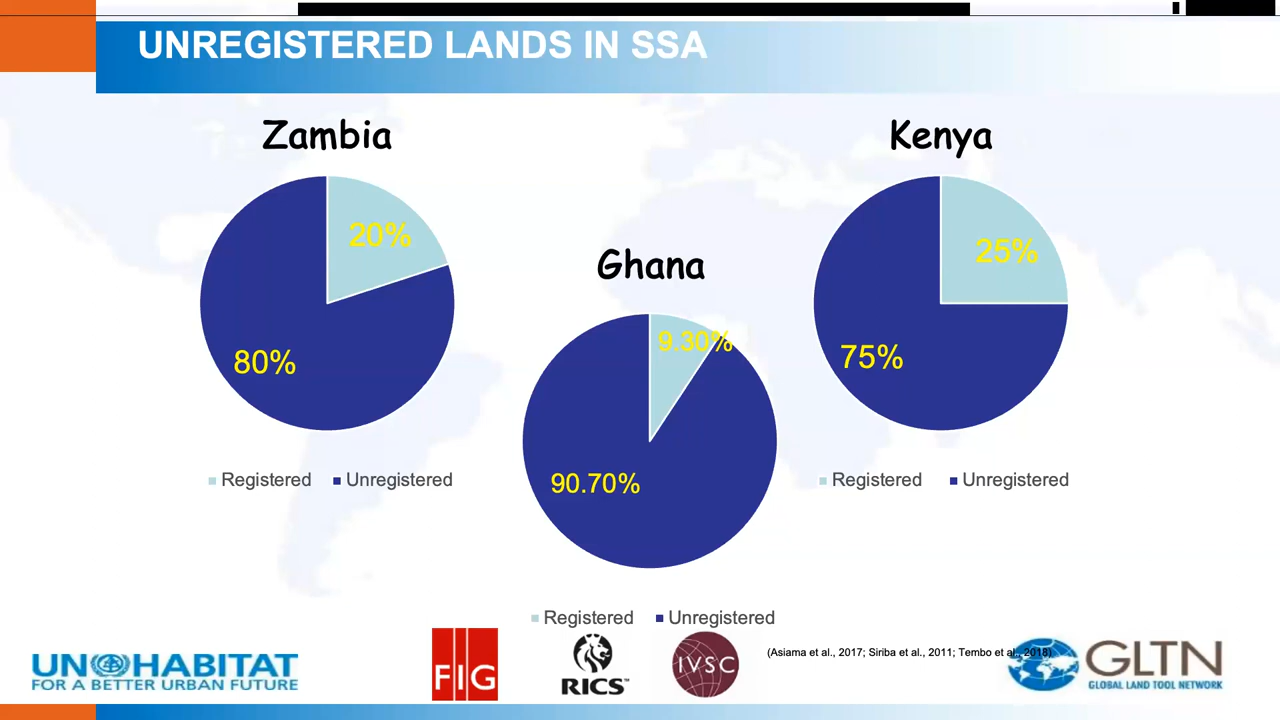 UNREGISTERED LANDS IN SSA
Zambia
20%
80%
Registered
Unregistered
Ghana
9.30%
90.70%
Registered
Unregistered
Kenya
25%
75%
Registered
Unregistered
(Asiama et al., 2017; Siriba et al., 2011; Tembo et al., 2018)
UN HABITAT
FOR A BETTER URBAN FUTURE
FIG
RICS™
IVSC
GLTN
GLOBAL LAND TOOL NETWORK